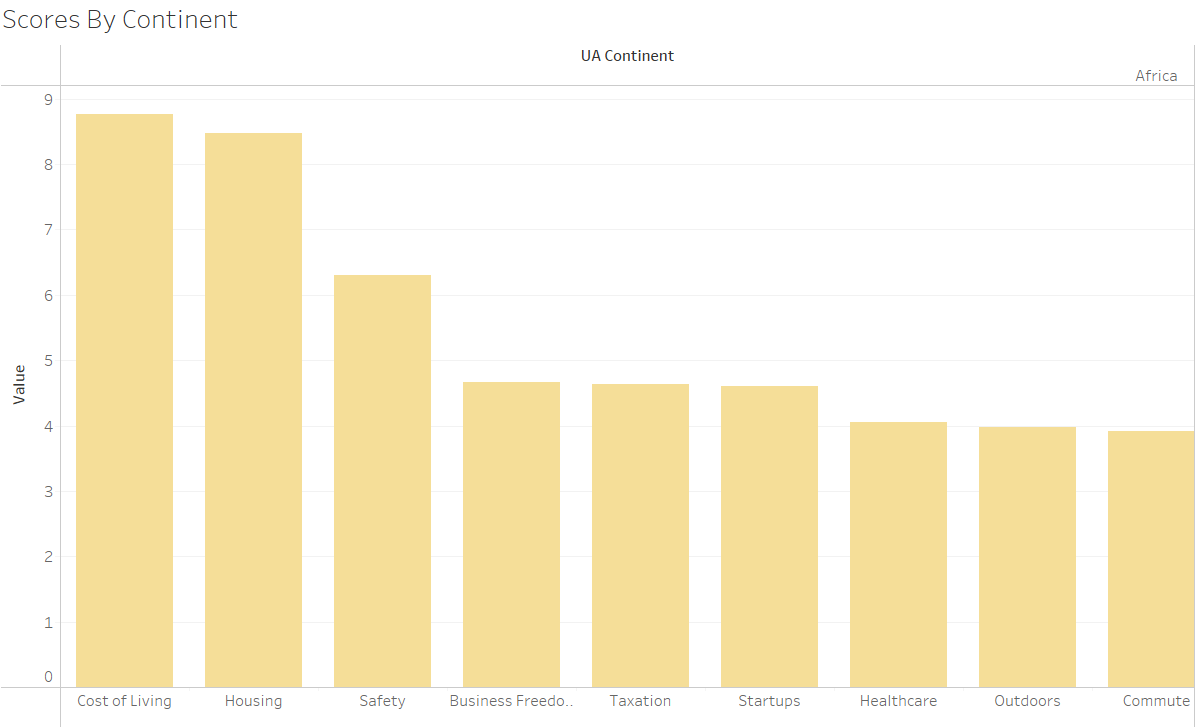 Scores By Continent
UA Continent
Africa
9
8
7
6
5
4
3
2
1
0
Value
Cost of Living
Housing
Safety
Business Freedo..
Taxation
Startups
Healthcare
Outdoors
Commute